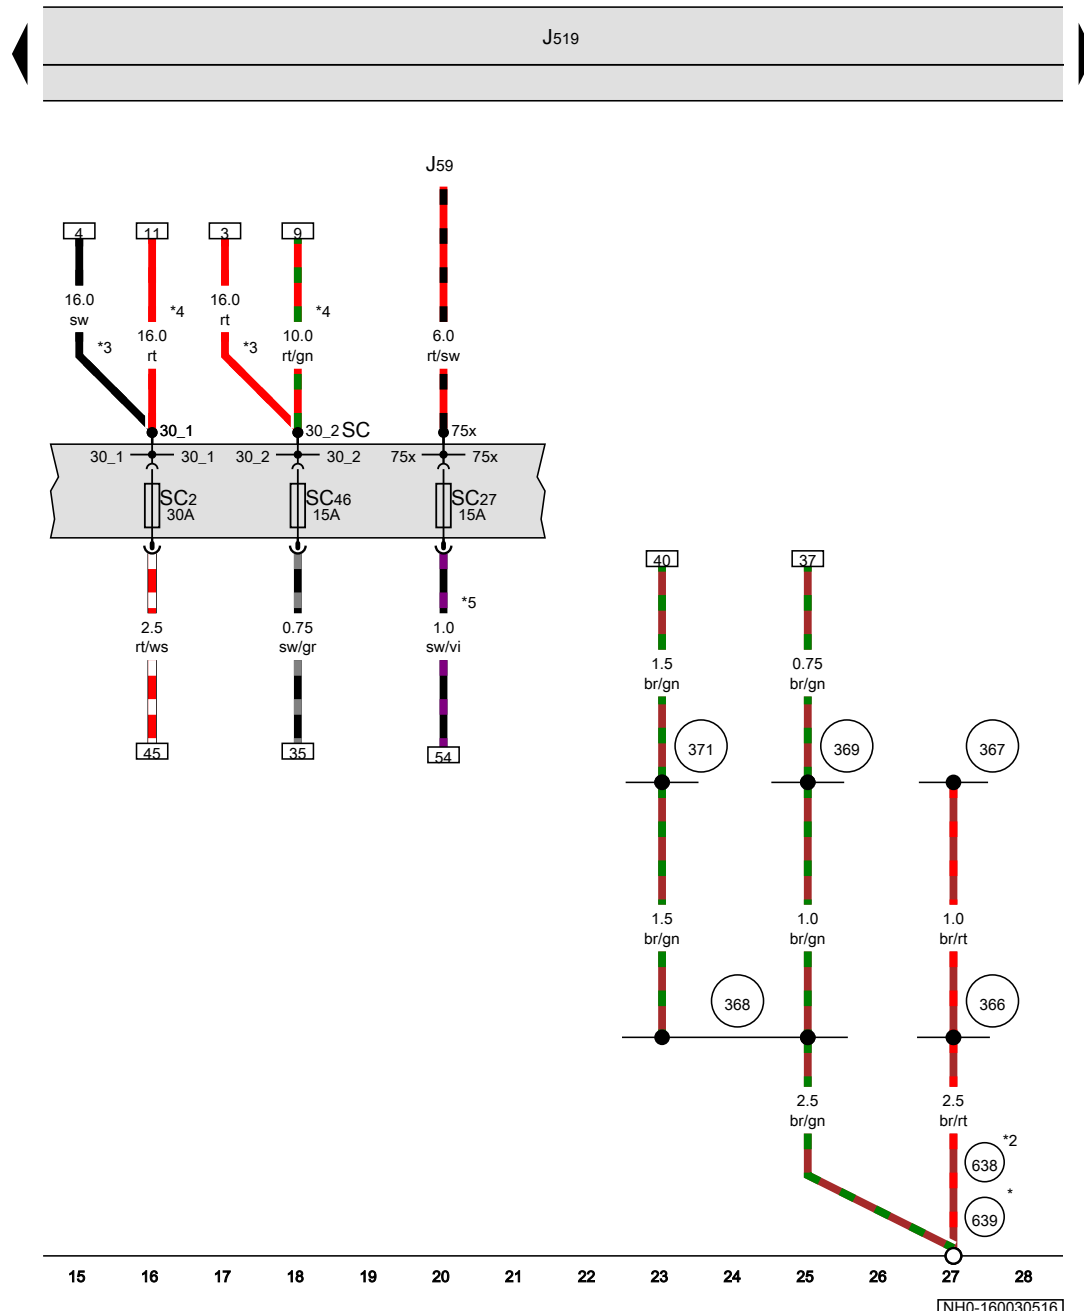 J519
J59
4
11
3
9
16.0
sw
*3
*4
16.0
rt
16.0
rt
*3
*4
10.0
rt/gn
6.0
rt/sw
30_1
30_2 SC
75x
30_1 30_1 30_2 30_2 75x 75x
SC2
30A
SC46
15A
SC27
15A
40
37
*5
2.5
rt/ws
0.75
sw/gr
1.0
sw/vi
1.5
br/gn
0.75
br/gn
45
35
54
371
369
367
1.5
br/gn
1.0
br/gn
1.0
br/rt
368
366
2.5
br/gn
2.5
br/rt
*2
638
*
639
15 16 17 18 19 20 21 22 23 24 25 26 27 28
NH0-160030516